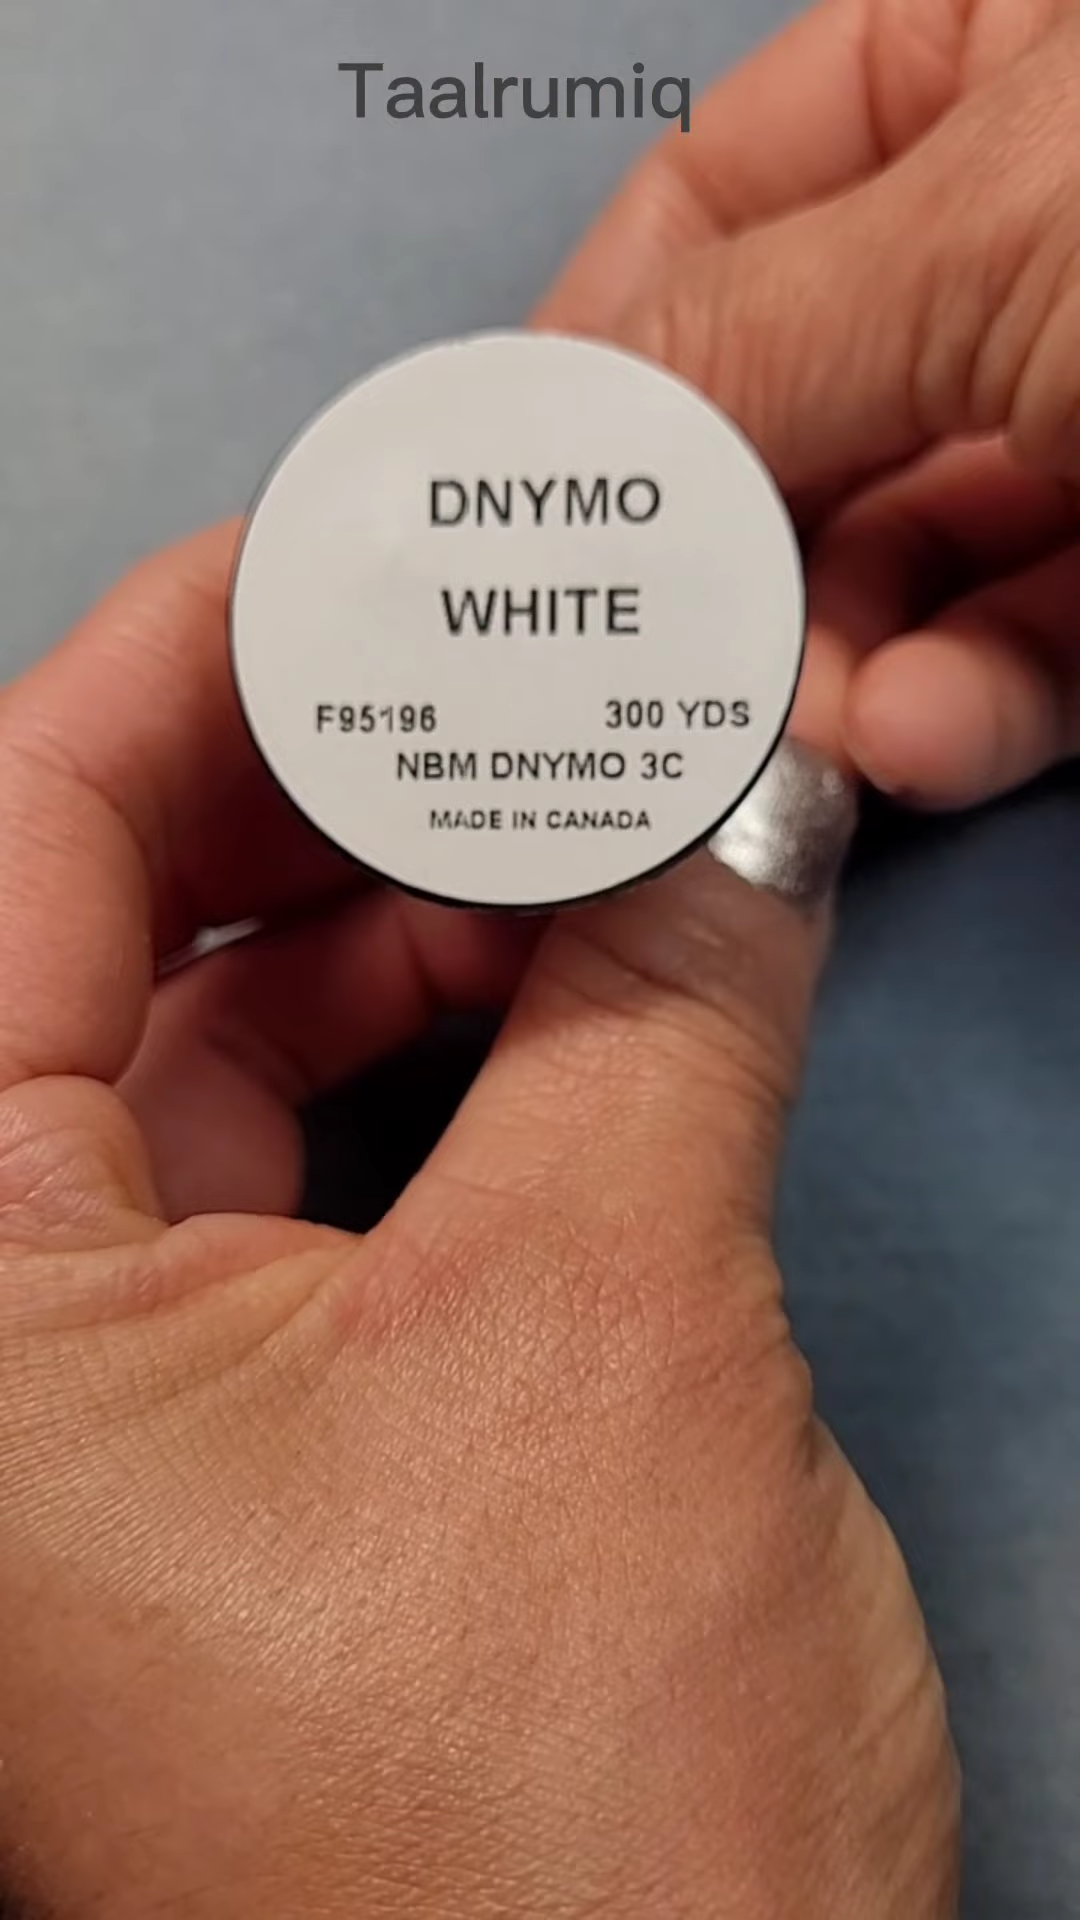 Taalrumiq
DNYMO
WHITE
F95196 300 YDS
NBM DNYMO 3C
MADE IN CANADA